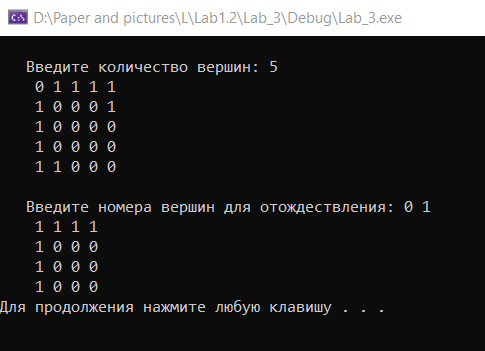 D:\Paper and pictures\L\Lab1.2\Lab_3\Debug\Lab_3.exe
Введите количество вершин: 5
0 1 1 1 1
1 0 0 0 1
1 0 0 0 0
1 0 0 0 0
1 1 0 0 0
Введите номера вершин для отождествления: 0 1
1 1 1 1
1 0 0 0
1 0 0 0
1 0 0 0
Для продолжения нажмите любую клавишу . . .